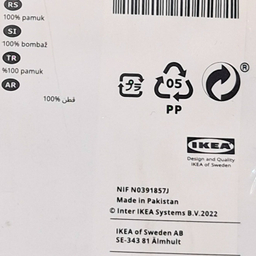 RS
100% pamuk
SI
100% bombaž
TR
%100 pamuk
AR
100% قطن
05
PP
®
IKEA
Design and Quality
IKEA of Sweden
NIF N0391857J
Made in Pakistan
© Inter IKEA Systems B.V. 2022
IKEA of Sweden AB
SE-343 81 Älmhult